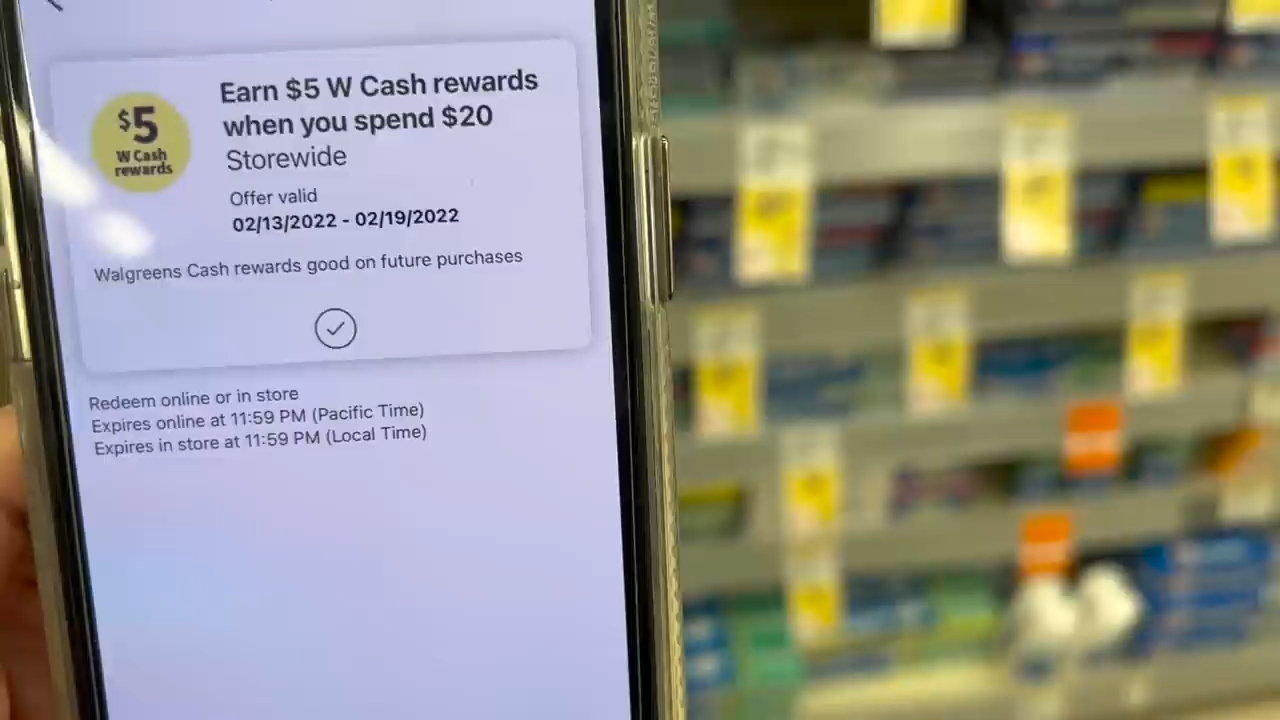 $5
W Cash
rewards
Earn $5 W Cash rewards
when you spend $20
Storewide
Offer valid
02/13/2022 - 02/19/2022
Walgreens Cash rewards good on future purchases
Redeem online or in store
Expires online at 11:59 PM (Pacific Time)
Expires in store at 11:59 PM (Local Time)